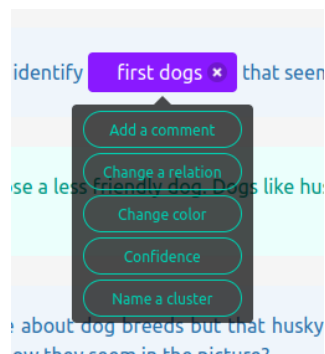 identify first dogs × that seem
Add a comment
Change a relation
se a less friendly dog. Dogs like hus
Change color
Confidence
Name a cluster
about dog breeds but that husky
ow they seem in the picture?